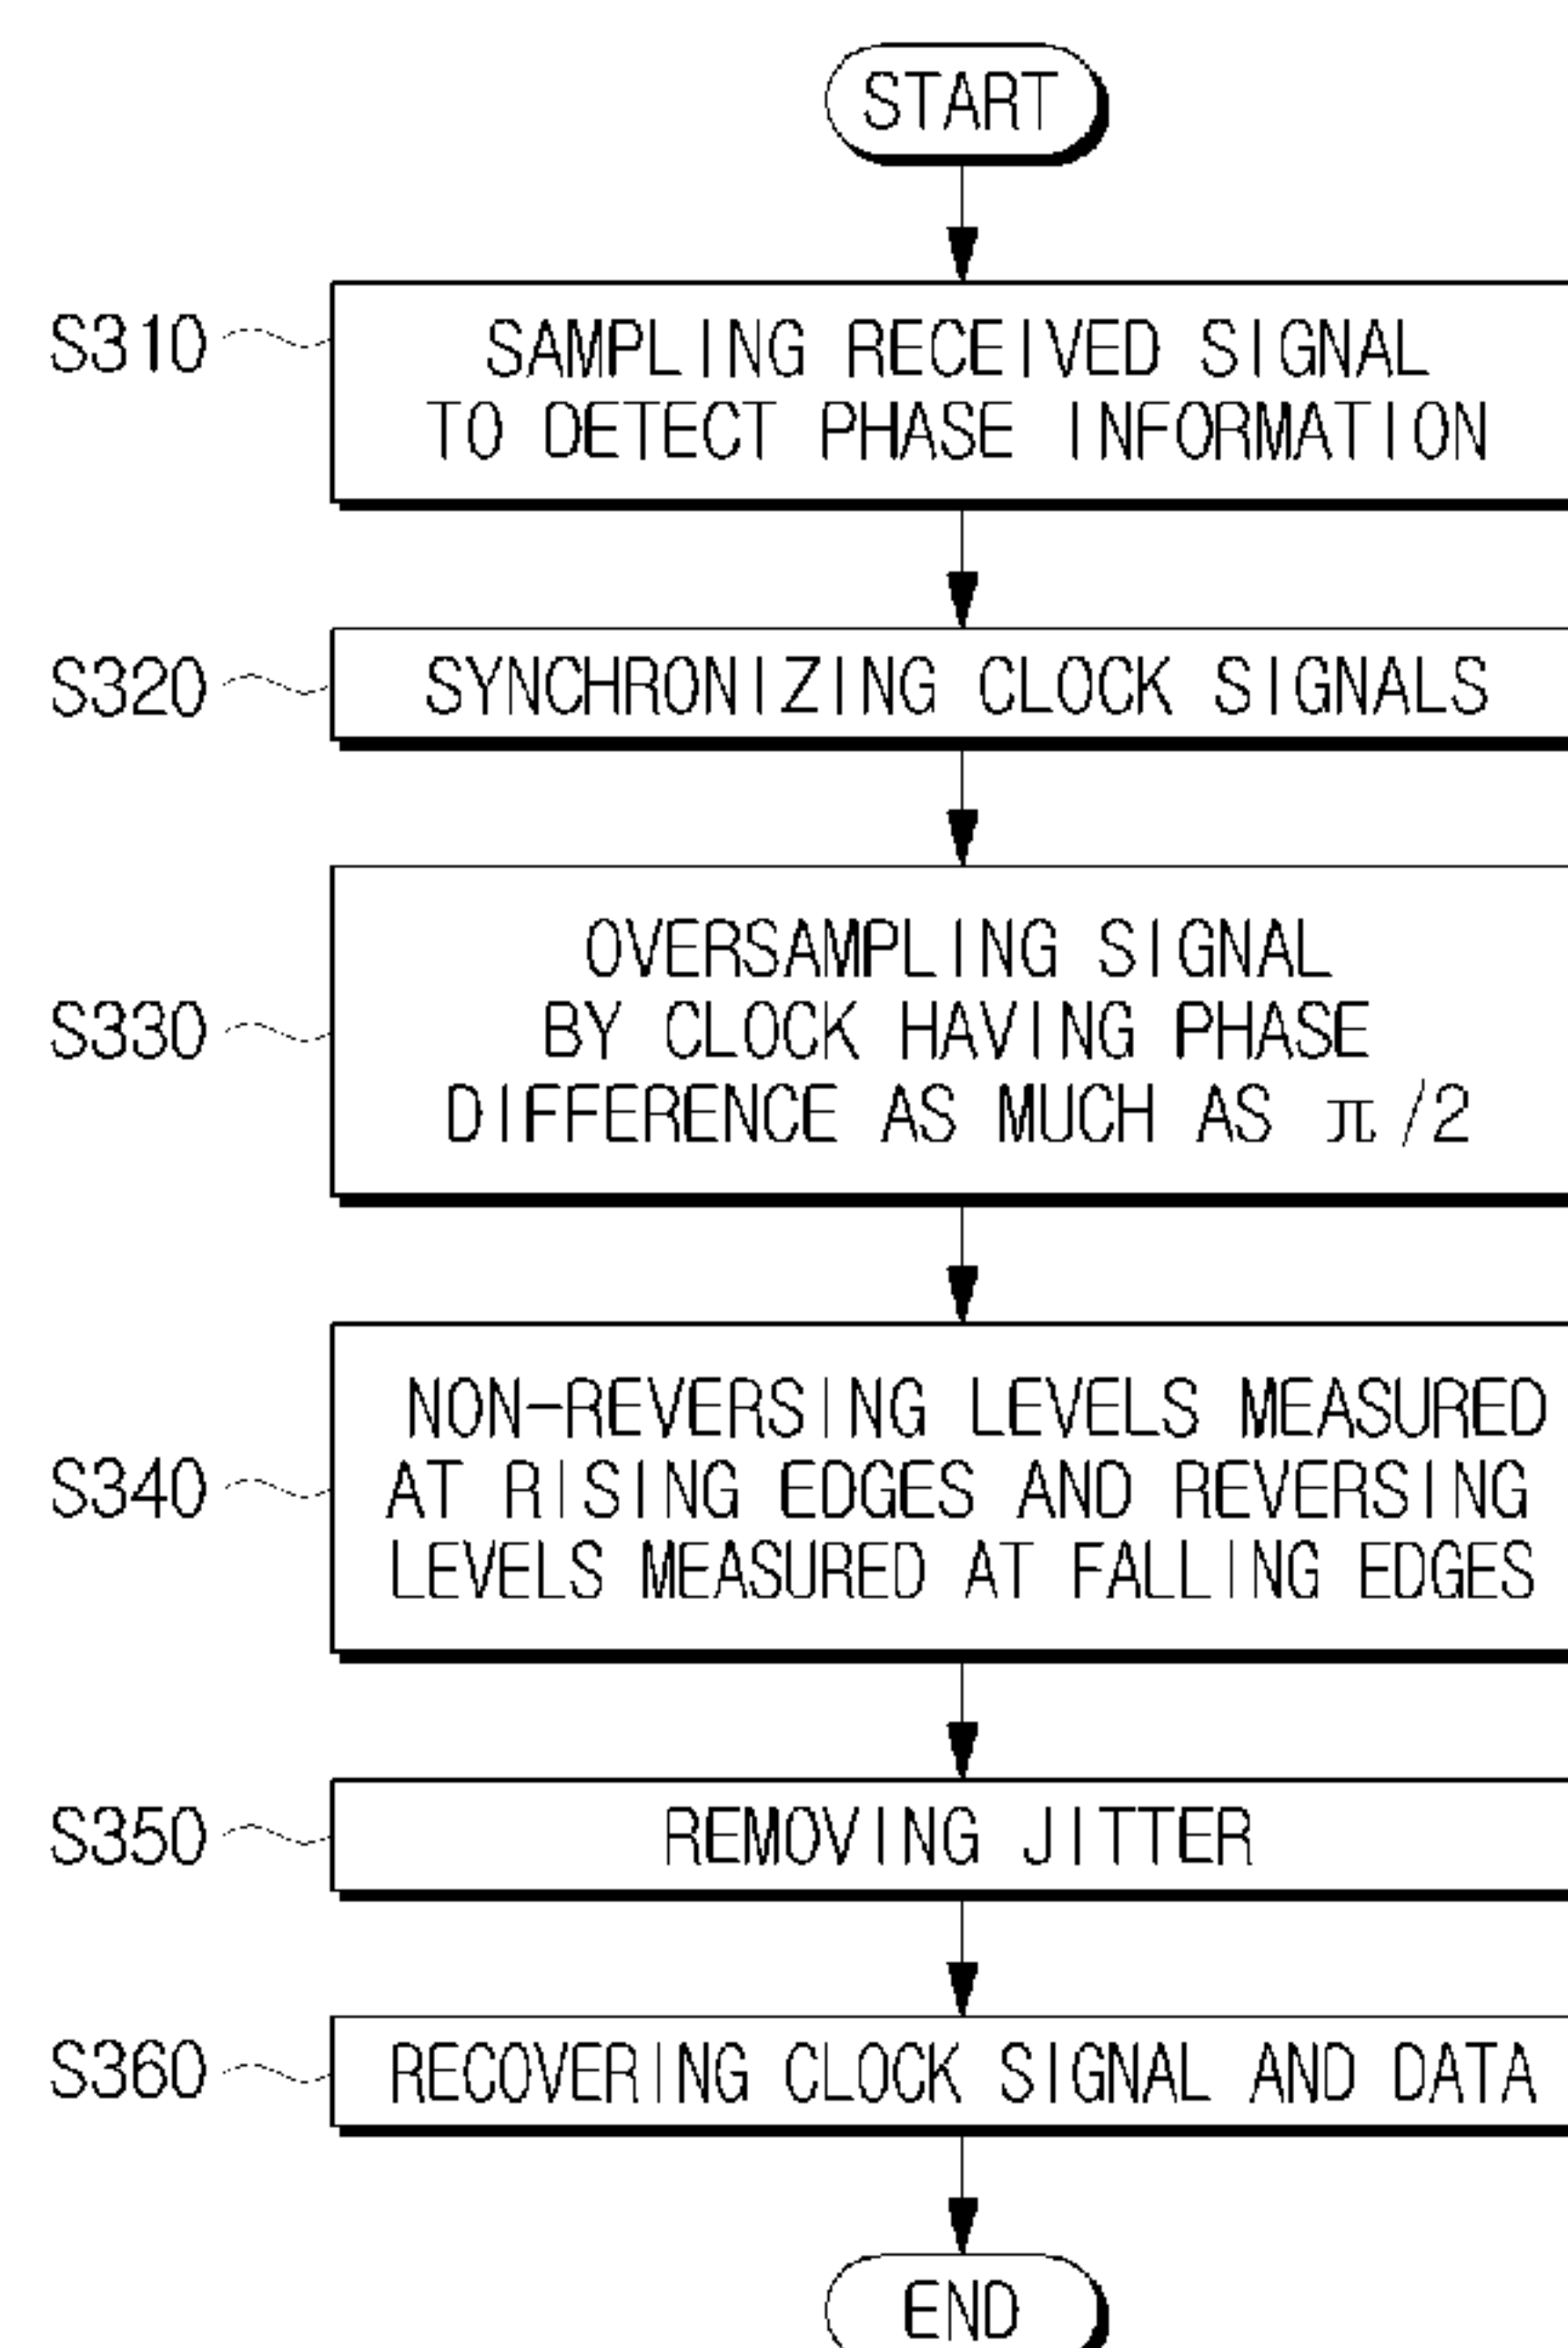 START
S310
SAMPLING RECEIVED SIGNAL
TO DETECT PHASE INFORMATION
S320
SYNCHRONIZING CLOCK SIGNALS
S330
OVERSAMPLING SIGNAL
BY CLOCK HAVING PHASE
DIFFERENCE AS MUCH AS π/2
S340
NON-REVERSING LEVELS MEASURED
AT RISING EDGES AND REVERSING
LEVELS MEASURED AT FALLING EDGES
S350
REMOVING JITTER
S360
RECOVERING CLOCK SIGNAL AND DATA
END